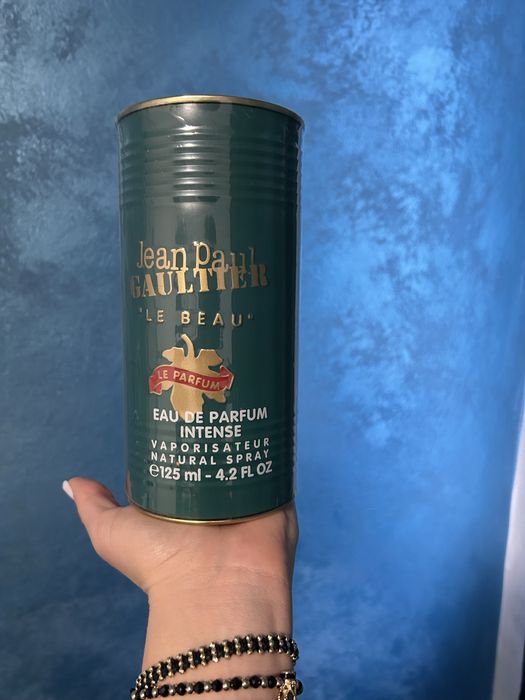 Jean Paul
GAULTIER
"LE BEAU"
LE PARFUM
EAU DE PARFUM
INTENSE
VAPORISATEUR
NATURAL SPRAY
℮125 ml - 4.2 FL OZ